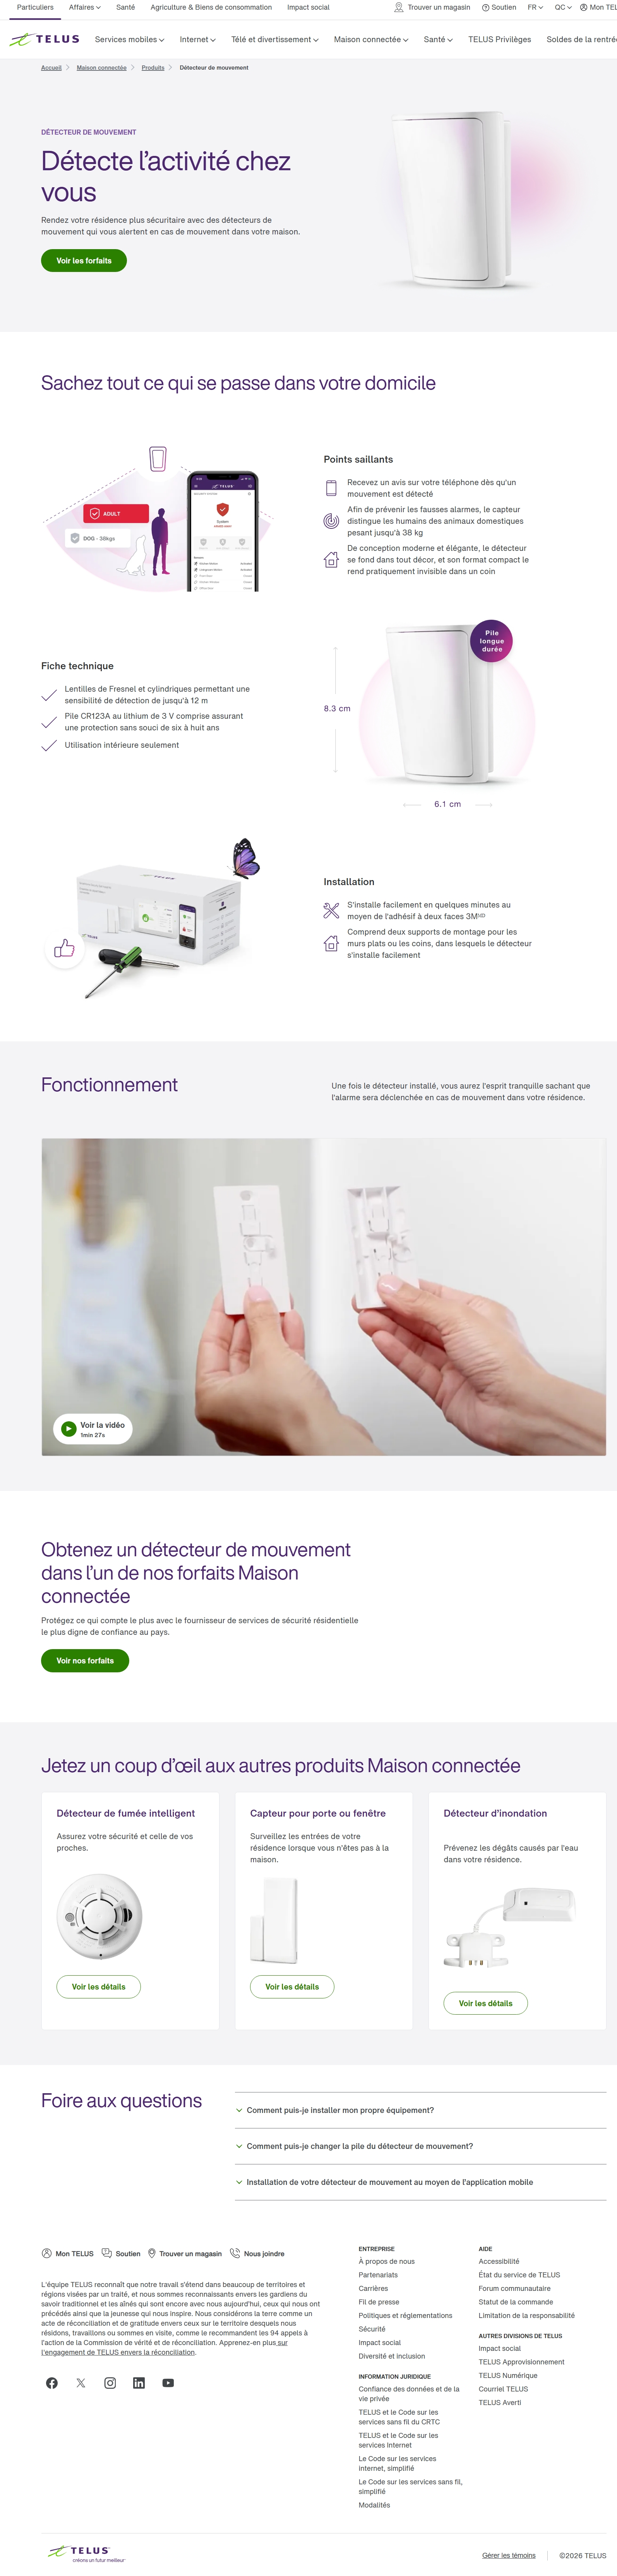 Particuliers Affaires Santé Agriculture & Biens de consommation Impact social Trouver un magasin Soutien FR QC Mon TEL
TELUS Services mobiles Internet Télé et divertissement Maison connectée Santé TELUS Privilèges Soldes de la rentré
Accueil Maison connectée Produits Détecteur de mouvement
DÉTECTEUR DE MOUVEMENT
Détecte l'activité chez
vous
Rendez votre résidence plus sécuritaire avec des détecteurs de
mouvement qui vous alertent en cas de mouvement dans votre maison.
Voir les forfaits
Sachez tout ce qui se passe dans votre domicile
ADULT
DOG - 38kgs
TELUS
System
Points saillants
Recevez un avis sur votre téléphone dès qu'un
mouvement est détecté
Afin de prévenir les fausses alarmes, le capteur
distingue les humains des animaux domestiques
pesant jusqu'à 38 kg
De conception moderne et élégante, le détecteur
se fond dans tout décor, et son format compact le
rend pratiquement invisible dans un coin
Fiche technique
Lentilles de Fresnel et cylindriques permettant une
sensibilité de détection de jusqu'à 12 m
Pile CR123A au lithium de 3 V comprise assurant
une protection sans souci de six à huit ans
Utilisation intérieure seulement
Pile
longue
durée
8.3 cm
6.1 cm
TELUS
Installation
S'installe facilement en quelques minutes au
moyen de l'adhésif à deux faces 3Mᴹᴰ
Comprend deux supports de montage pour les
murs plats ou les coins, dans lesquels le détecteur
s'installe facilement
Fonctionnement
Une fois le détecteur installé, vous aurez l'esprit tranquille sachant que
l'alarme sera déclenchée en cas de mouvement dans votre résidence.
Voir la vidéo
1min 27s
Obtenez un détecteur de mouvement
dans l'un de nos forfaits Maison
connectée
Protégez ce qui compte le plus avec le fournisseur de services de sécurité résidentielle
le plus digne de confiance au pays.
Voir nos forfaits
Jetez un coup d'œil aux autres produits Maison connectée
Détecteur de fumée intelligent
Assurez votre sécurité et celle de vos
proches.
Voir les détails
Capteur pour porte ou fenêtre
Surveillez les entrées de votre
résidence lorsque vous n'êtes pas à la
maison.
Voir les détails
Détecteur d'inondation
Prévenez les dégâts causés par l'eau
dans votre résidence.
Voir les détails
Foire aux questions
Comment puis-je installer mon propre équipement?
Comment puis-je changer la pile du détecteur de mouvement?
Installation de votre détecteur de mouvement au moyen de l'application mobile
Mon TELUS Soutien Trouver un magasin Nous joindre
L'équipe TELUS reconnaît que notre travail s'étend dans beaucoup de territoires et
régions visées par un traité, et nous sommes reconnaissants envers les gardiens du
savoir traditionnel et les aînés qui sont encore avec nous aujourd'hui, ceux qui nous ont
précédés ainsi que la jeunesse qui nous inspire. Nous considérons la terre comme un
acte de réconciliation et de gratitude envers ceux sur le territoire desquels nous
résidons, travaillons ou sommes en visite, comme le recommandent les 94 appels à
l'action de la Commission de vérité et de réconciliation. Apprenez-en plus sur
l'engagement de TELUS envers la réconciliation.
ENTREPRISE
À propos de nous
Partenariats
Carrières
Fil de presse
Politiques et réglementations
Sécurité
Impact social
Diversité et inclusion
INFORMATION JURIDIQUE
Confiance des données et de la
vie privée
TELUS et le Code sur les
services sans fil du CRTC
TELUS et le Code sur les
services Internet
Le Code sur les services
internet, simplifié
Le Code sur les services sans fil,
simplifié
Modalités
AIDE
Accessibilité
État du service de TELUS
Forum communautaire
Statut de la commande
Limitation de la responsabilité
AUTRES DIVISIONS DE TELUS
Impact social
TELUS Approvisionnement
TELUS Numérique
Courriel TELUS
TELUS Averti
TELUS
créons un futur meilleur
Gérer les témoins ©2026 TELUS